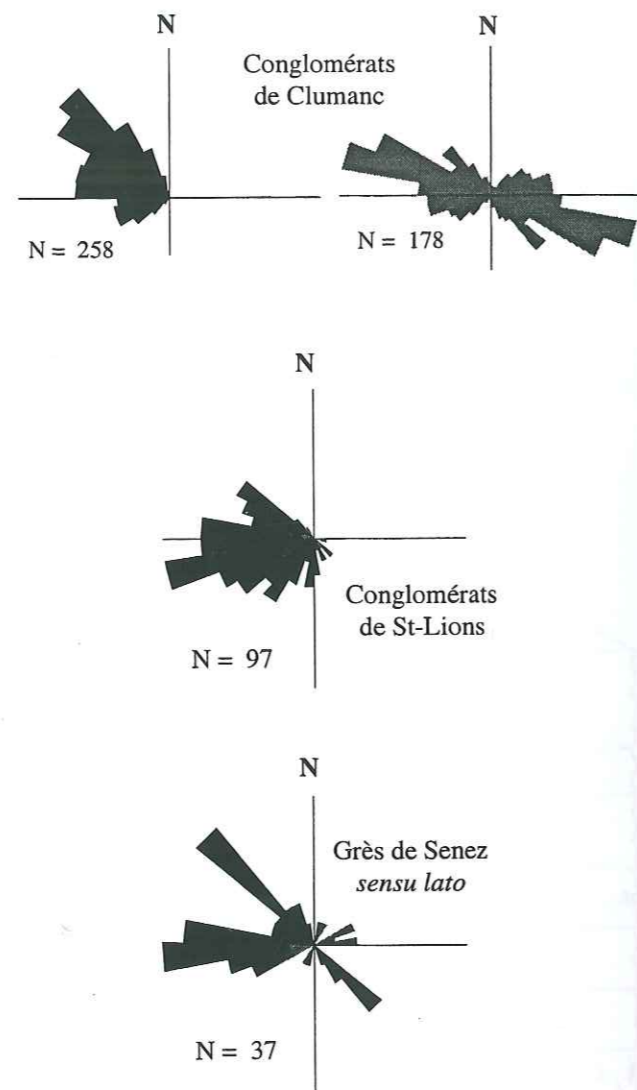 N
Conglomérats
de Clumanc
N
N = 258
N = 178
N
Conglomérats
de St-Lions
N = 97
N
Grès de Senez
sensu lato
N = 37